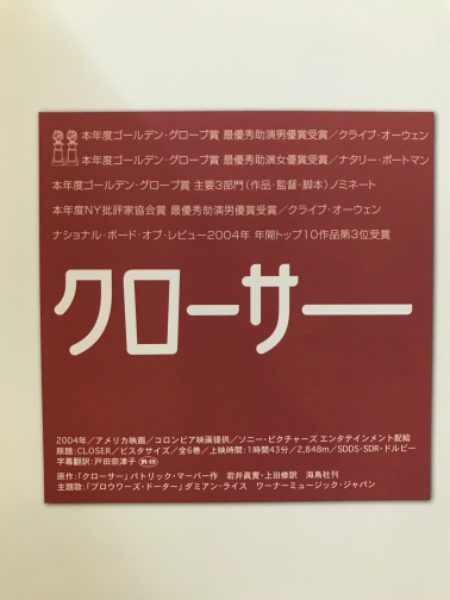 本年度ゴールデン・グローブ賞 最優秀助演男優賞受賞/クライブ・オーウェン
本年度ゴールデン・グローブ賞 最優秀助演女優賞受賞/ナタリー・ポートマン
本年度ゴールデン・グローブ賞 主要3部門(作品・監督・脚本)ノミネート
本年度NY批評家協会賞 最優秀助演男優賞受賞/クライブ・オーウェン
ナショナル・ボード・オブ・レビュー2004年 年間トップ10作品第3位受賞
クローサー
2004年/アメリカ映画/コロンビア映画提供/ソニー・ピクチャーズ エンタテインメント配給
原題:CLOSER/ビスタサイズ/全6巻/上映時間:1時間43分/2,848m/SDDS・SDR・ドルビー
字幕翻訳:戸田奈津子 R-15
原作:「クローサー」パトリック・マーバー作 岩井眞實・上田修訳 海鳥社刊
主題歌:「ブロウワーズ・ドーター」ダミアン・ライス ワーナーミュージック・ジャパン